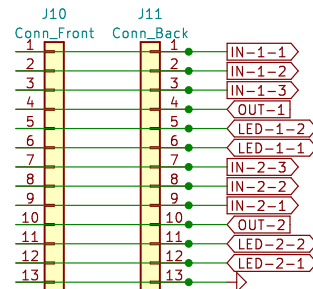 J10 J11
Conn_Front Conn_Back
1 1 IN-1-1
2 2 IN-1-2
3 3 IN-1-3
4 4 OUT-1
5 5 LED-1-2
6 6 LED-1-1
7 7 IN-2-3
8 8 IN-2-2
9 9 IN-2-1
10 10 OUT-2
11 11 LED-2-2
12 12 LED-2-1
13 13